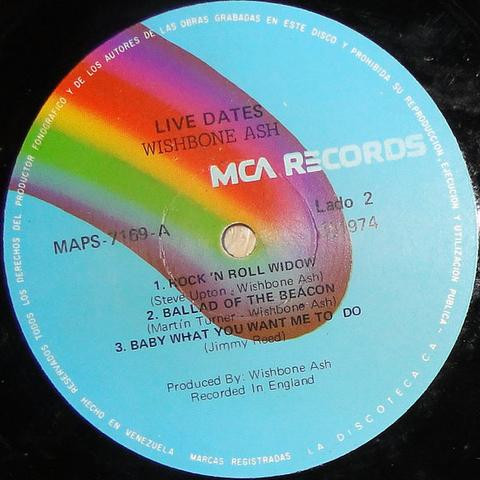 RESERVADOS TODOS LOS DERECHOS DEL PRODUCTOR FONOGRAFICO Y DE LOS AUTORES DE LAS OBRAS GRABADAS EN ÉSTE DISCO Y PROHIBIDA SU REPRODUCCION, EJECUCION Y UTILIZACION PUBLICA.
LIVE DATES
WISHBONE ASH
MCA RECORDS
Lado 2
1974
MAPS-7169-A
1. ROCK 'N ROLL WIDOW
(Steve Upton - Wishbone Ash)
2. BALLAD OF THE BEACON
(Martín Turner - Wishbone Ash)
3. BABY WHAT YOU WANT ME TO DO
(Jimmy Reed)
Produced By: Wishbone Ash
Recorded In England
HECHO EN VENEZUELA MARCAS REGISTRADAS LA DISCOTECA C.A.